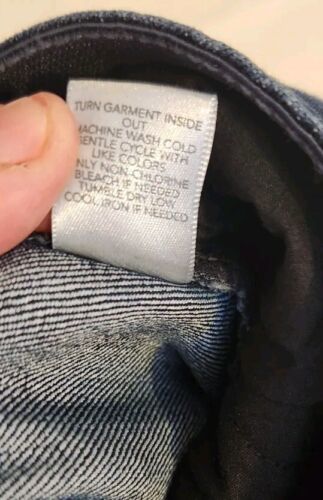 TURN GARMENT INSIDE
OUT
MACHINE WASH COLD
GENTLE CYCLE WITH
LIKE COLORS
ONLY NON-CHLORINE
BLEACH IF NEEDED
TUMBLE DRY LOW
COOL IRON IF NEEDED